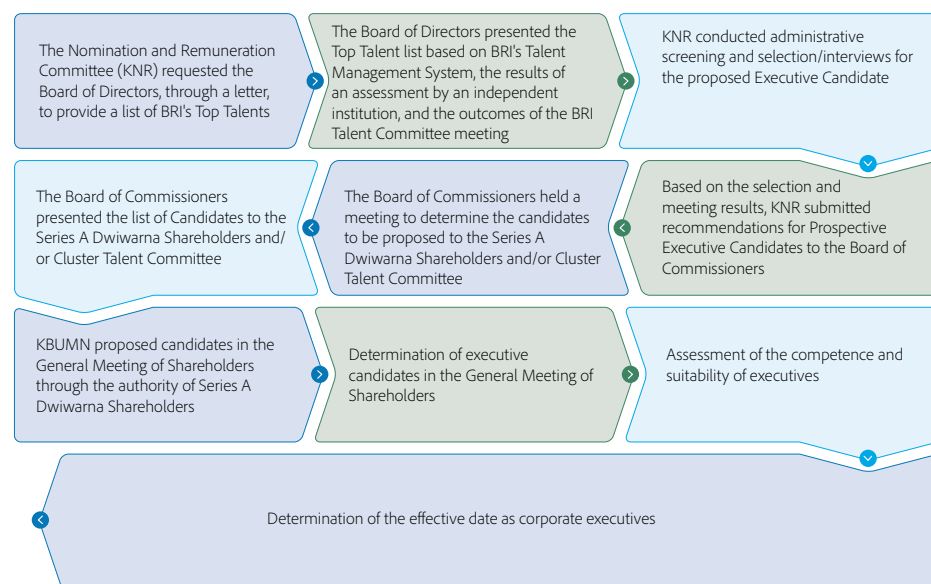 The Nomination and Remuneration
Committee (KNR) requested the
Board of Directors, through a letter,
to provide a list of BRI's Top Talents
The Board of Directors presented the
Top Talent list based on BRI's Talent
Management System, the results of
an assessment by an independent
institution, and the outcomes of the BRI
Talent Committee meeting
KNR conducted administrative
screening and selection/interviews for
the proposed Executive Candidate
Based on the selection and
meeting results, KNR submitted
recommendations for Prospective
Executive Candidates to the Board of
Commissioners
The Board of Commissioners held a
meeting to determine the candidates
to be proposed to the Series A
Dwiwarna Shareholders and/or Cluster
Talent Committee
The Board of Commissioners
presented the list of Candidates to the
Series A Dwiwarna Shareholders and/
or Cluster Talent Committee
KBUMN proposed candidates in the
General Meeting of Shareholders
through the authority of Series A
Dwiwarna Shareholders
Determination of executive
candidates in the General Meeting of
Shareholders
Assessment of the competence and
suitability of executives
Determination of the effective date as corporate executives